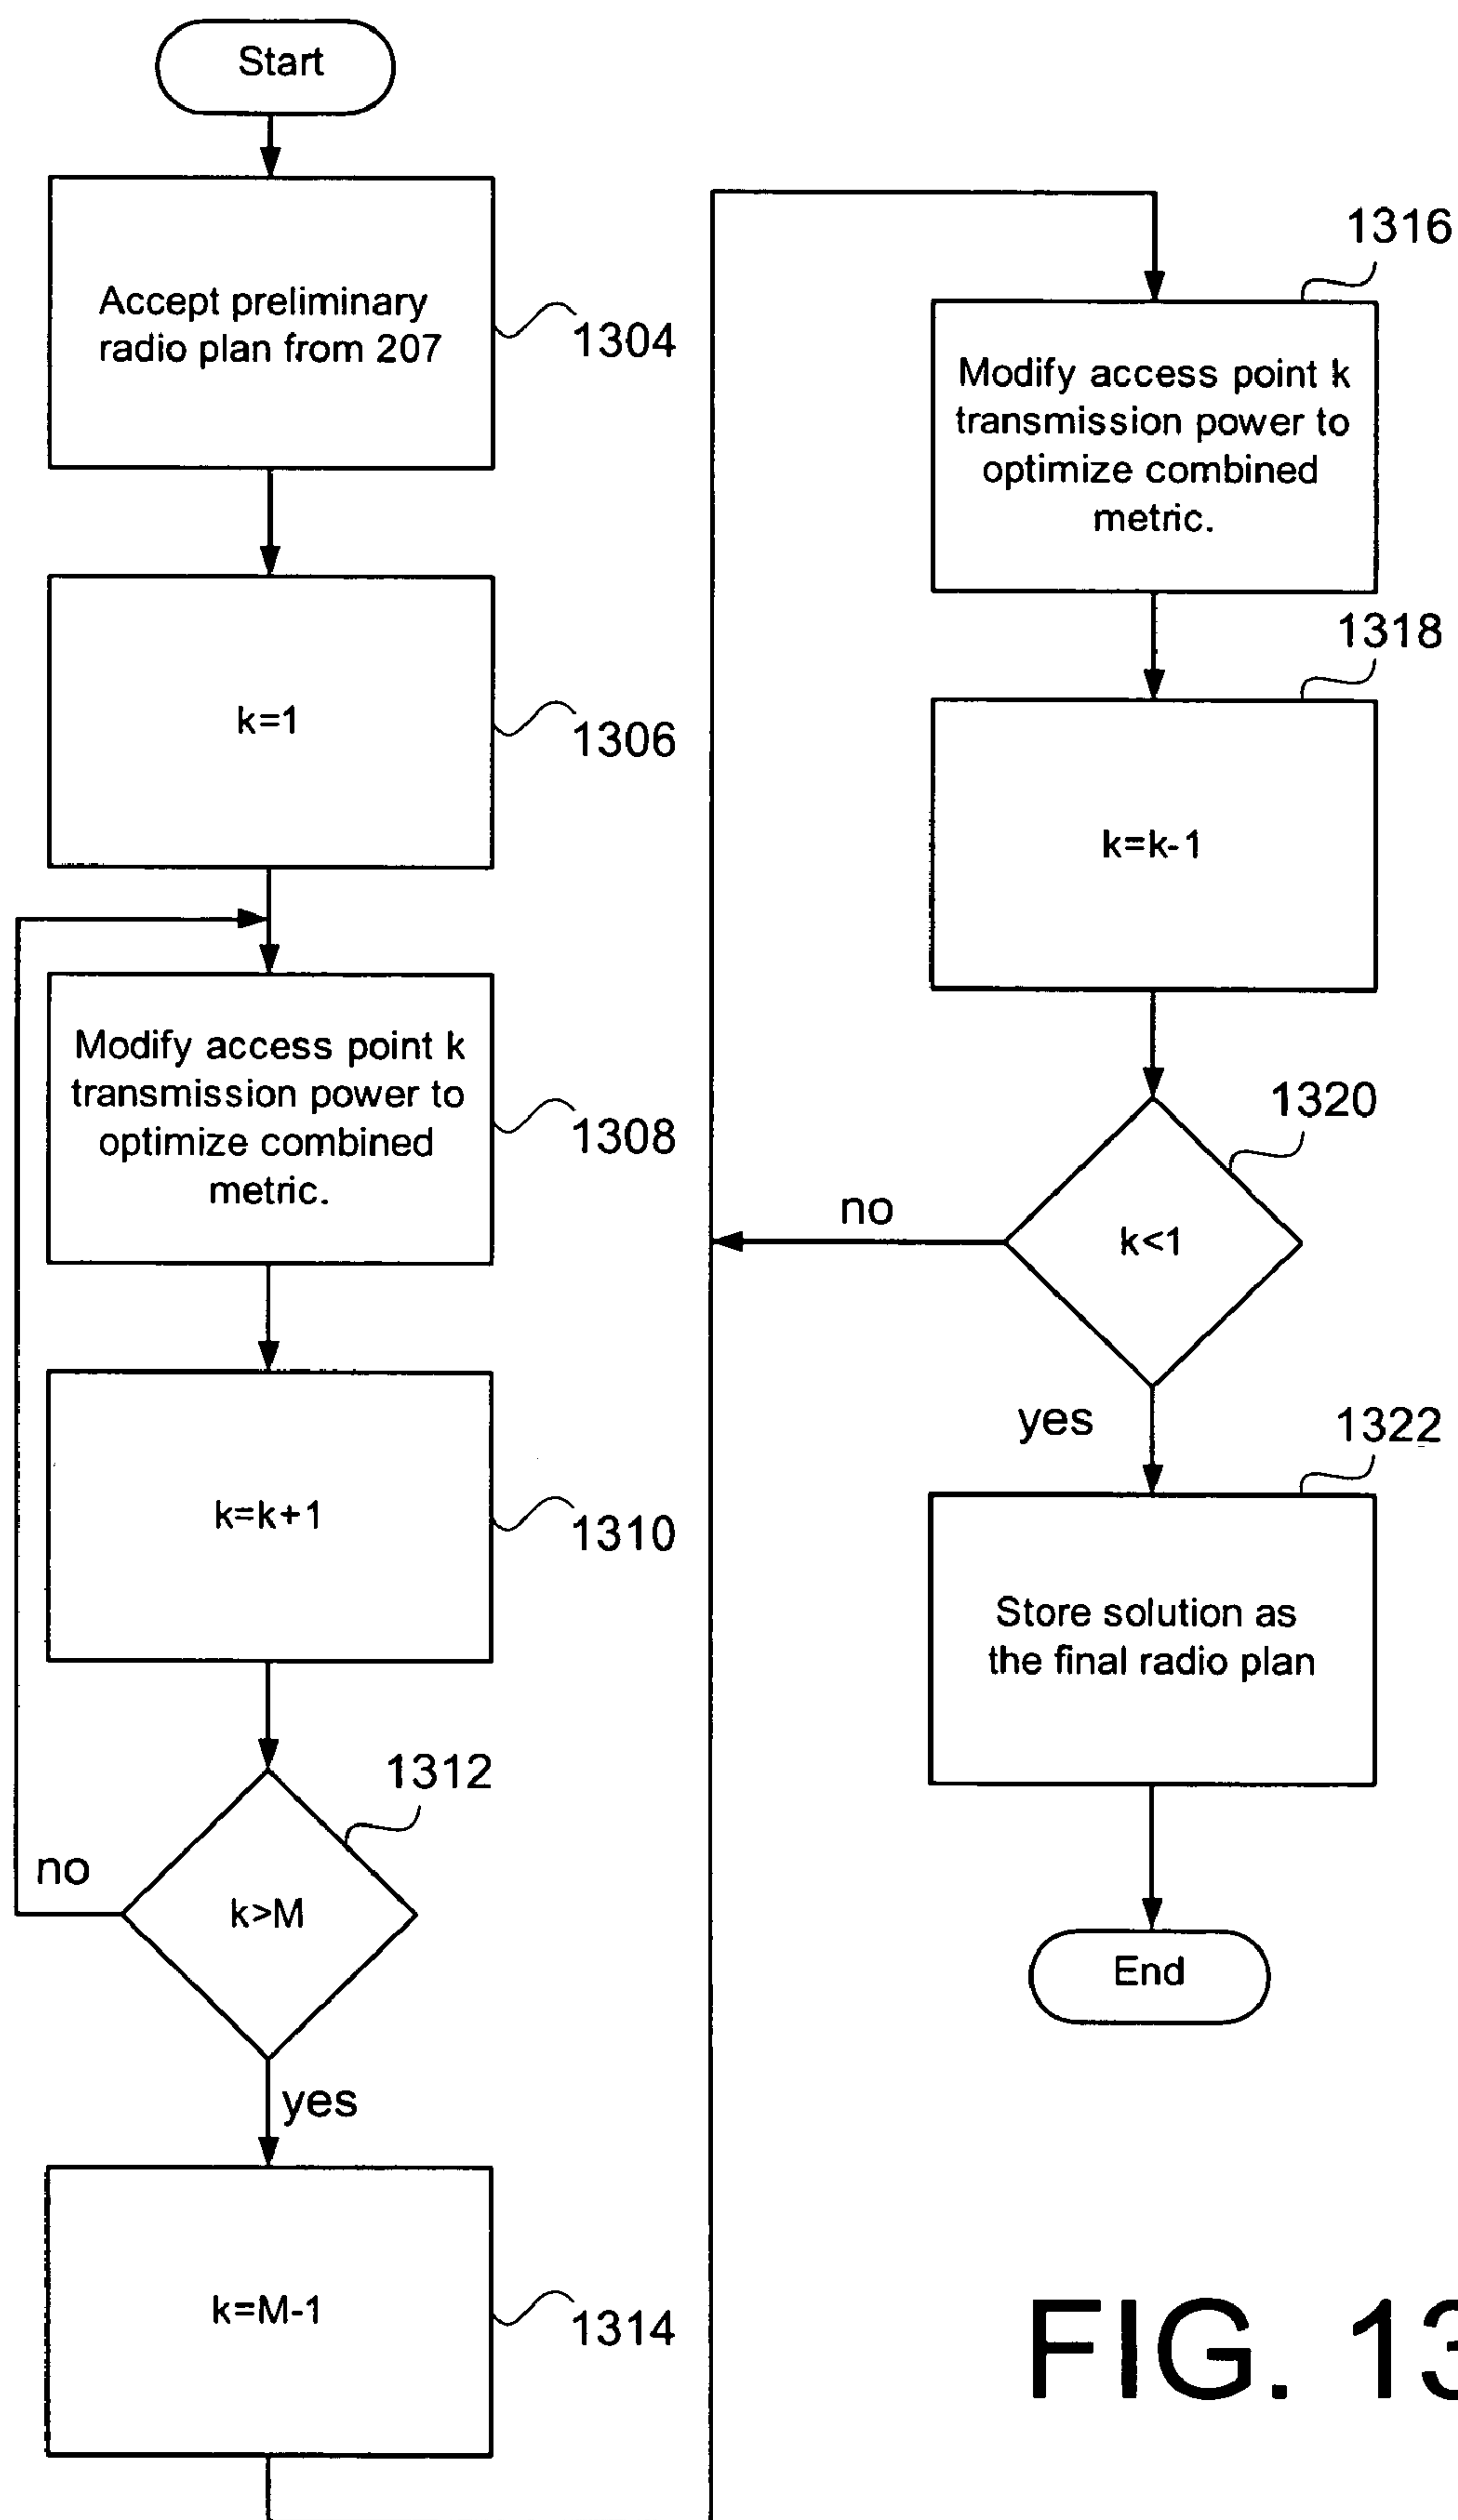 Start
Accept preliminary
radio plan from 207
1304
k=1
1306
Modify access point k
transmission power to
optimize combined
metric.
1308
k=k+1
1310
1312
k>M
no
yes
k=M-1
1314
1316
Modify access point k
transmission power to
optimize combined
metric.
1318
k=k-1
1320
k<1
no
yes
1322
Store solution as
the final radio plan
End
FIG. 13